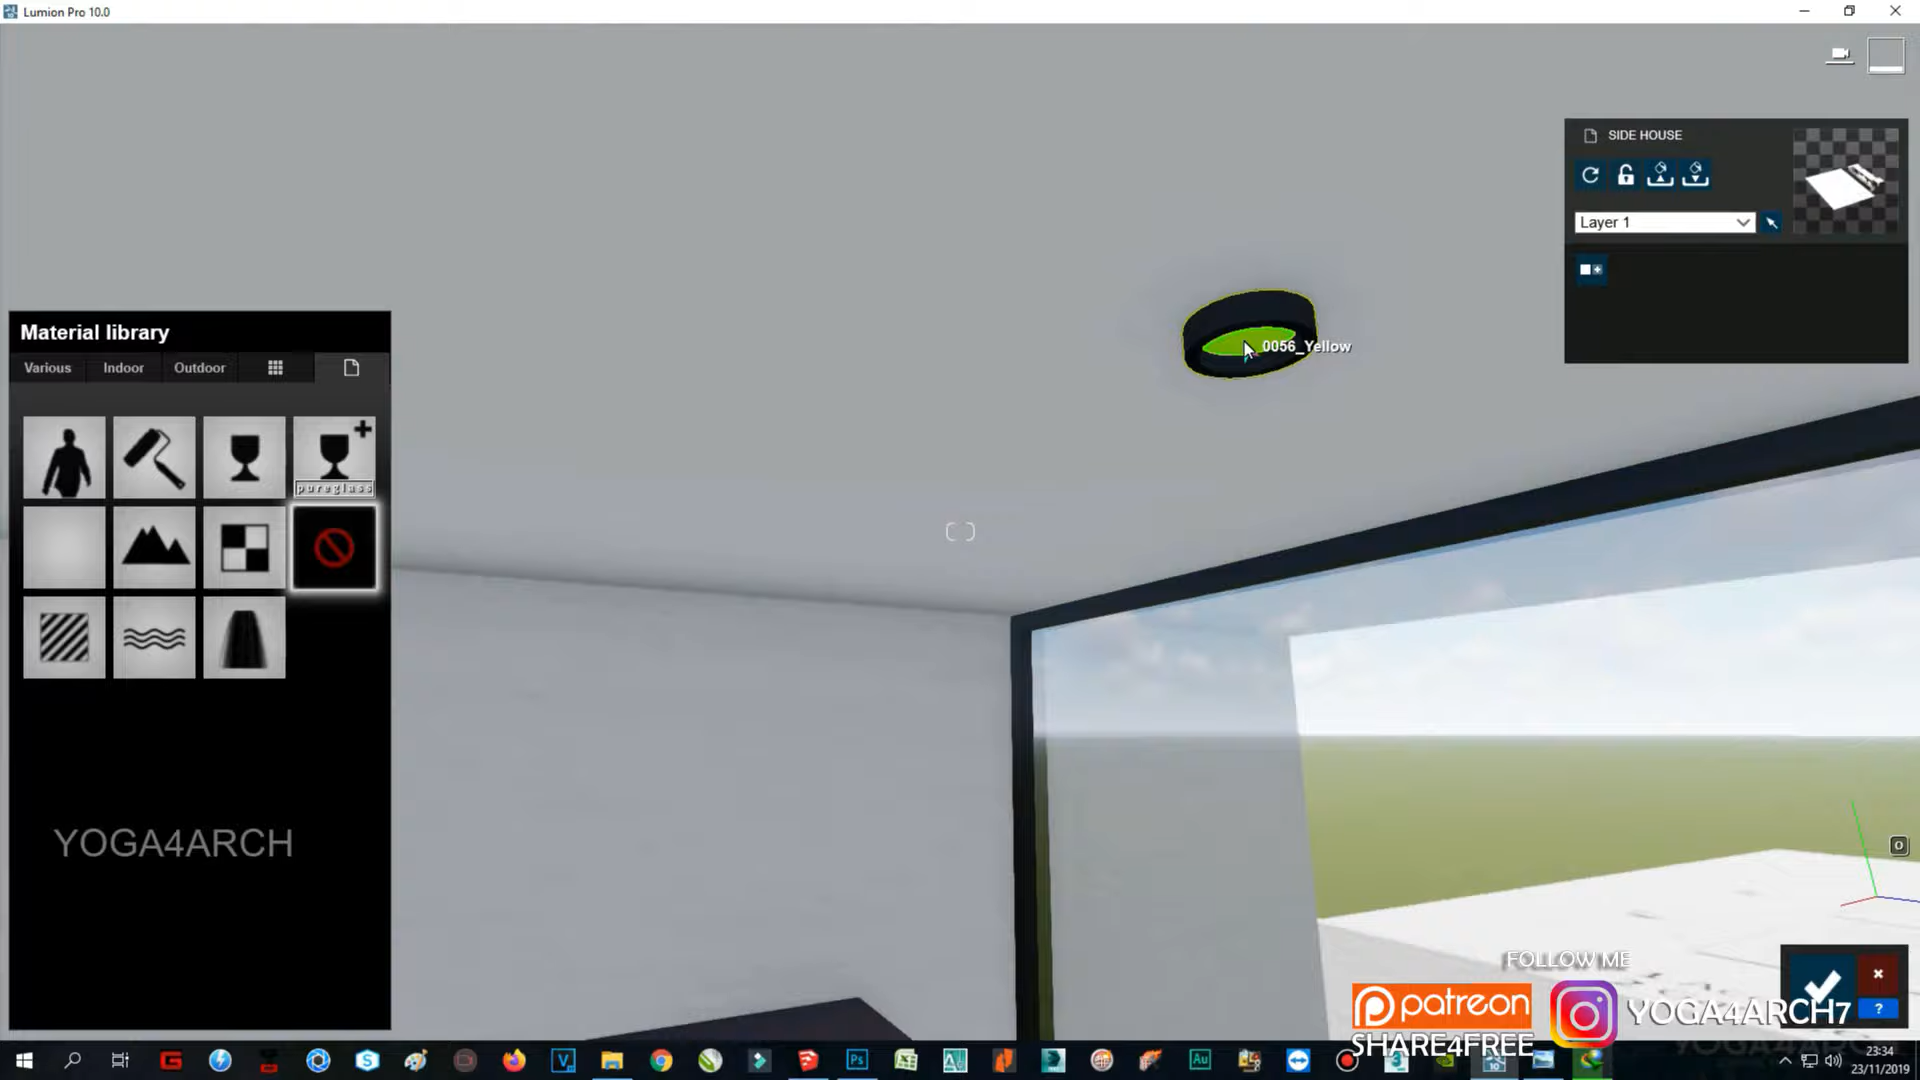 Lumion Pro 10.0
SIDE HOUSE
Layer 1
0056_Yellow
Material library
Various
Indoor
Outdoor
pureglass
YOGA4ARCH
O
FOLLOW ME
patreon
YOGA4ARCH7
SHARE4FREE
?
23:34
23/11/2019